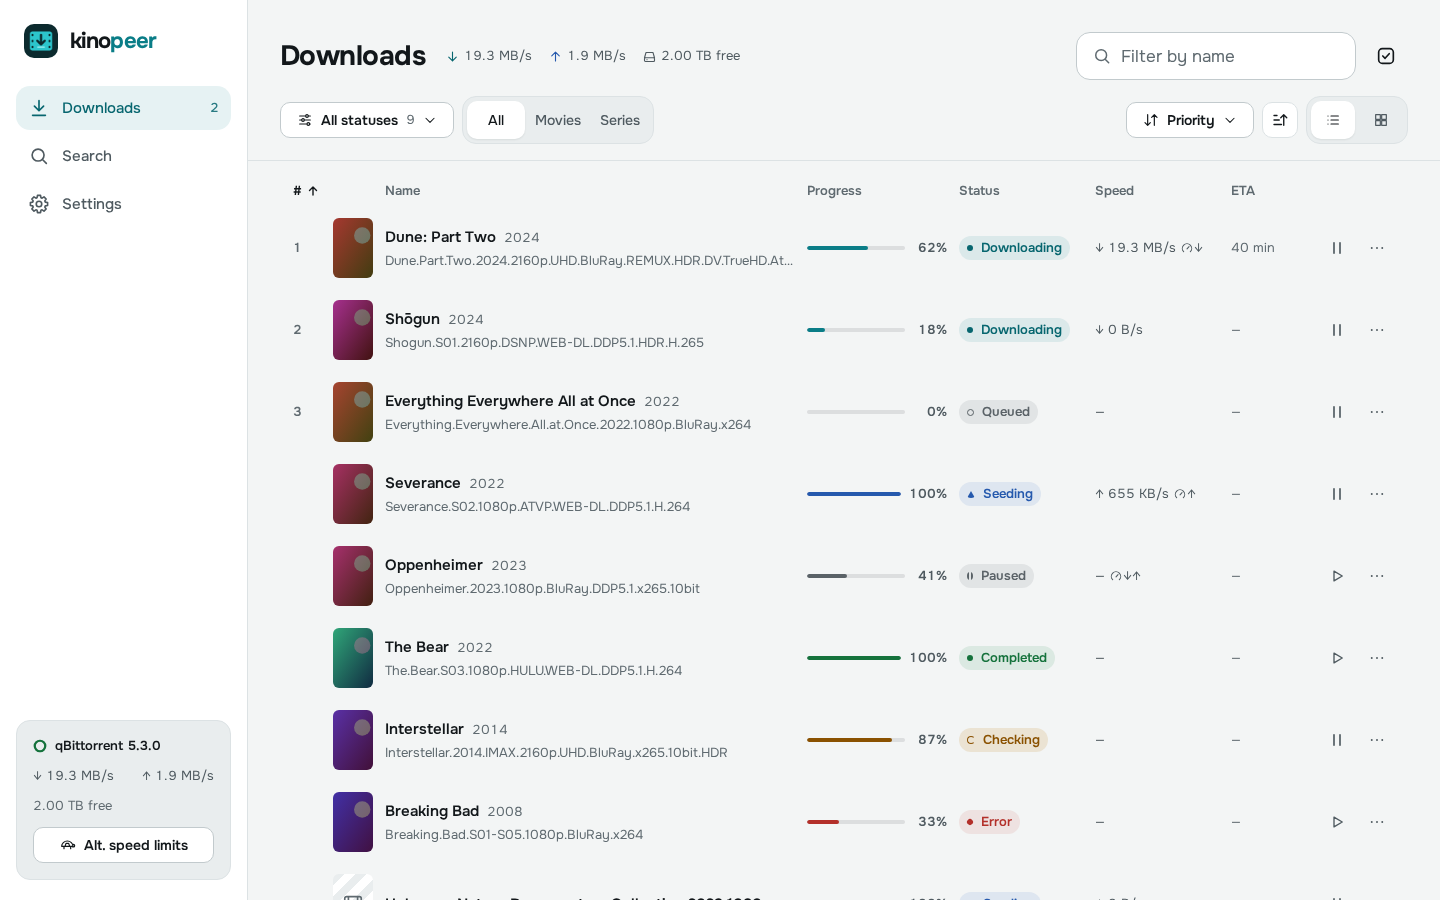 kinopeer
Downloads 2
Search
Settings
Downloads ↓ 19.3 MB/s ↑ 1.9 MB/s 2.00 TB free
Filter by name
All statuses 9
All Movies Series
Priority
# ↑ Name Progress Status Speed ETA
1 Dune: Part Two 2024 62% Downloading ↓ 19.3 MB/s ↓ 40 min
Dune.Part.Two.2024.2160p.UHD.BluRay.REMUX.HDR.DV.TrueHD.At...
2 Shōgun 2024 18% Downloading ↓ 0 B/s –
Shogun.S01.2160p.DSNP.WEB-DL.DDP5.1.HDR.H.265
3 Everything Everywhere All at Once 2022 0% Queued – –
Everything.Everywhere.All.at.Once.2022.1080p.BluRay.x264
Severance 2022 100% Seeding ↑ 655 KB/s ↑ –
Severance.S02.1080p.ATVP.WEB-DL.DDP5.1.H.264
Oppenheimer 2023 41% Paused – ↓↑ –
Oppenheimer.2023.1080p.BluRay.DDP5.1.x265.10bit
The Bear 2022 100% Completed – –
The.Bear.S03.1080p.HULU.WEB-DL.DDP5.1.H.264
Interstellar 2014 87% Checking – –
Interstellar.2014.IMAX.2160p.UHD.BluRay.x265.10bit.HDR
Breaking Bad 2008 33% Error – –
Breaking.Bad.S01-S05.1080p.BluRay.x264
qBittorrent 5.3.0
↓ 19.3 MB/s ↑ 1.9 MB/s
2.00 TB free
Alt. speed limits